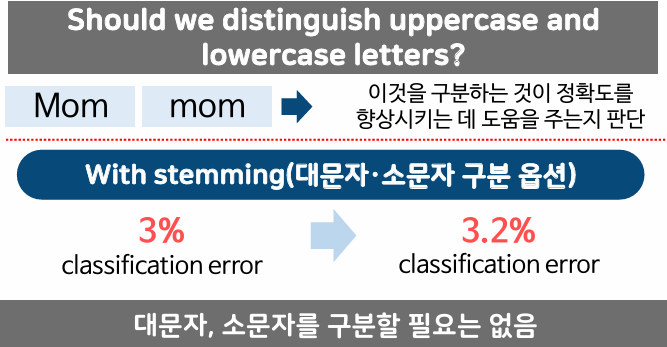 Should we distinguish uppercase and
lowercase letters?
Mom mom 이것을 구분하는 것이 정확도를
향상시키는 데 도움을 주는지 판단
With stemming(대문자·소문자 구분 옵션)
3% 3.2%
classification error classification error
대문자, 소문자를 구분할 필요는 없음